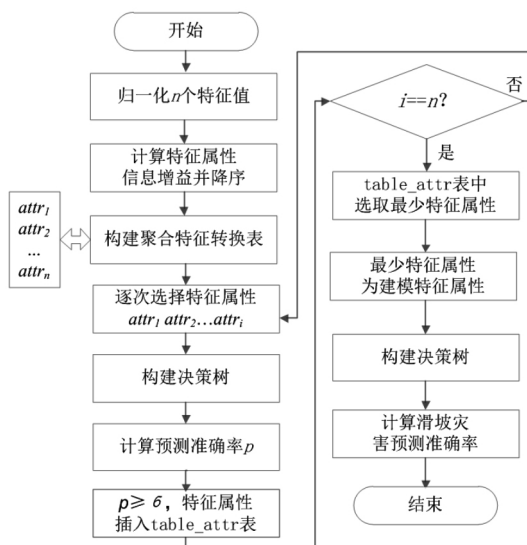 开始
归一化n个特征值
计算特征属性
信息增益并降序
attr₁
attr₂
...
attrₙ
构建聚合特征转换表
逐次选择特征属性
attr₁ attr₂…attrᵢ
构建决策树
计算预测准确率p
p≥6，特征属性
插入table_attr表
i==n?
否
是
table_attr表中
选取最少特征属性
最少特征属性
为建模特征属性
构建决策树
计算滑坡灾
害预测准确率
结束